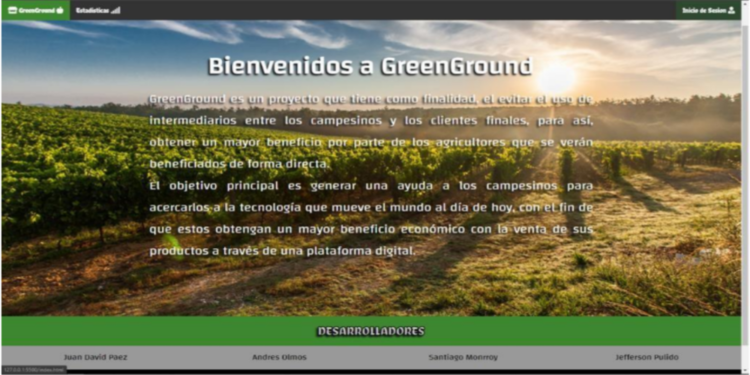 GreenGround Estadísticas Inicio de Sesion
Bienvenidos a GreenGround
GreenGround es un proyecto que tiene como finalidad, el evitar el uso de
intermediarios entre los campesinos y los clientes finales, para así,
obtener un mayor beneficio por parte de los agricultores que se verán
beneficiados de forma directa.
El objetivo principal es generar una ayuda a los campesinos para
acercarlos a la tecnología que mueve el mundo al día de hoy, con el fin de
que estos obtengan un mayor beneficio económico con la venta de sus
productos a través de una plataforma digital.
DESARROLLADORES
Juan David Paez Andres Olmos Santiago Monrroy Jefferson Pulido